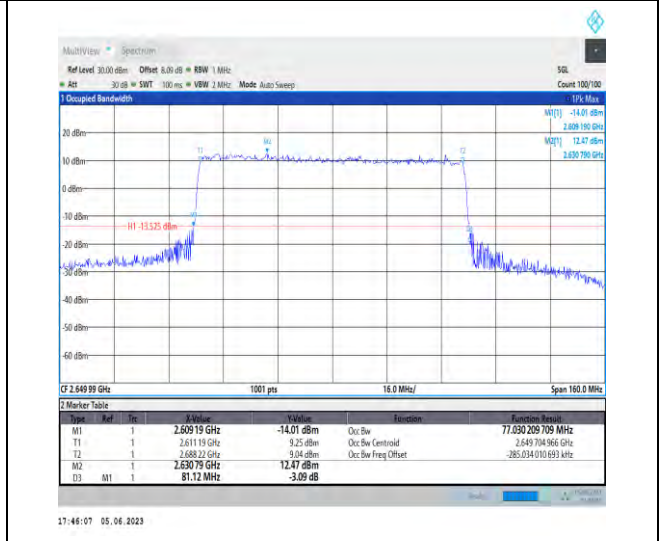 MultiView Spectrum
Ref Level 30.00 dBm Offset 8.09 dB RBW 1 MHz SGL
Att 30 dB SWT 100 ms VBW 2 MHz Mode Auto Sweep Count 100/100
1 Occupied Bandwidth 1Pk Max
M1[1] -14.01 dBm
2.609 190 GHz
M2[1] 12.47 dBm
2.630 790 GHz
20 dBm
T1 M2 T2
10 dBm
0 dBm
-10 dBm
H1 -13.525 dBm
-20 dBm
-30 dBm
-40 dBm
-50 dBm
-60 dBm
CF 2.649 99 GHz 1001 pts 16.0 MHz/ Span 160.0 MHz
2 Marker Table
Type Ref Trc X-Value Y-Value Function Function Result
M1 1 2.609 19 GHz -14.01 dBm Occ Bw 77.030 209 709 MHz
T1 1 2.611 19 GHz 9.25 dBm Occ Bw Centroid 2.649 704 966 GHz
T2 1 2.688 22 GHz 9.04 dBm Occ Bw Freq Offset -285.034 010 693 kHz
M2 1 2.630 79 GHz 12.47 dBm
D3 M1 1 81.12 MHz -3.09 dB
17:46:07 05.06.2023